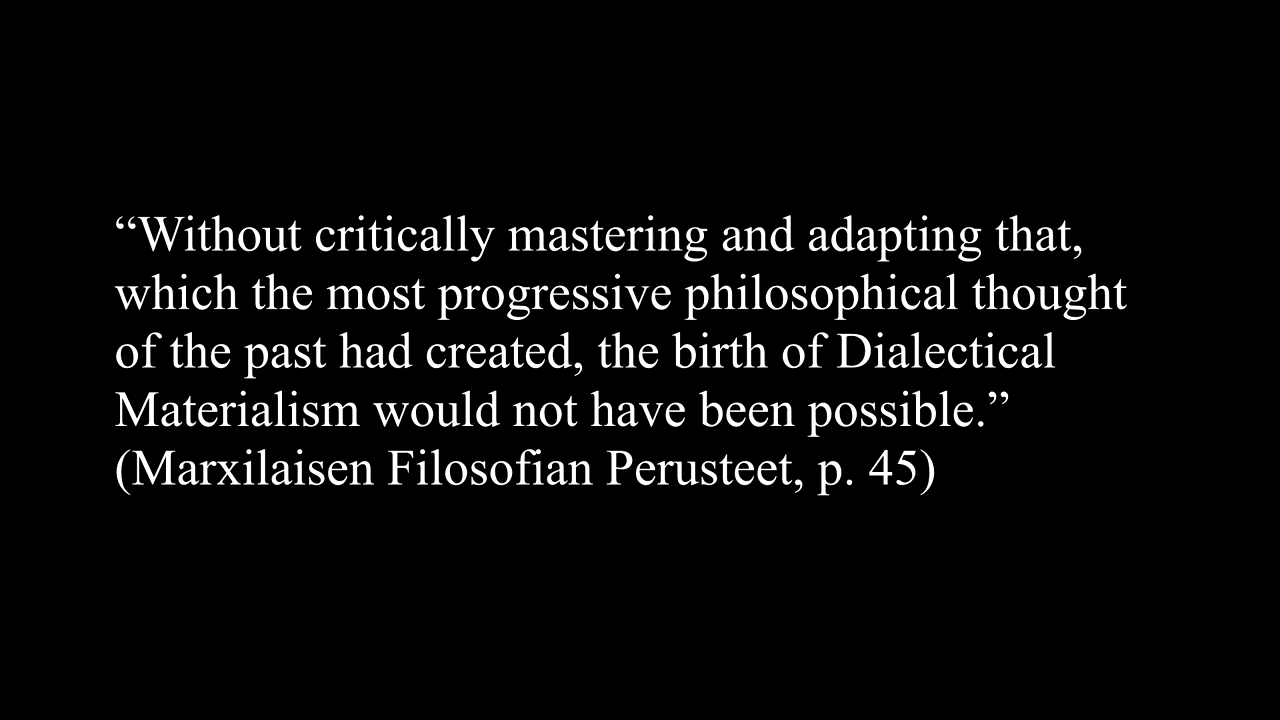 “Without critically mastering and adapting that,
which the most progressive philosophical thought
of the past had created, the birth of Dialectical
Materialism would not have been possible.”
(Marxilaisen Filosofian Perusteet, p. 45)